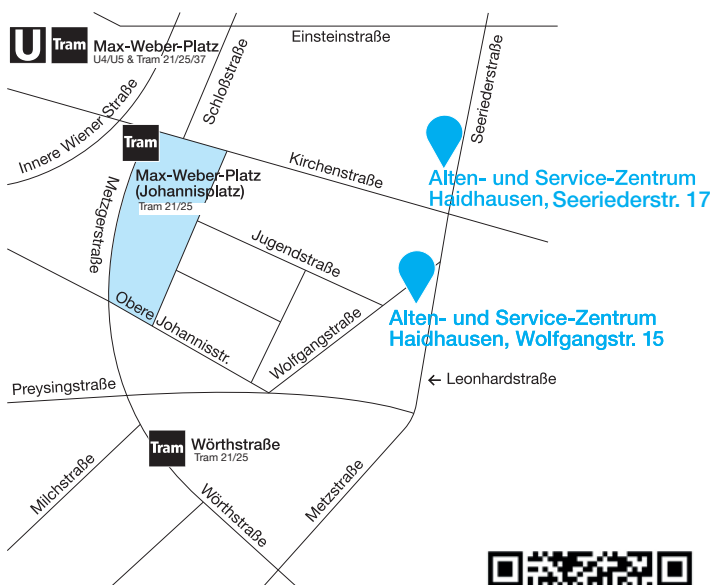 U
Tram
Max-Weber-Platz
U4/U5 & Tram 21/25/37
Einsteinstraße
Schloßstraße
Seeriederstraße
Innere Wiener Straße
Tram
Max-Weber-Platz
(Johannisplatz)
Tram 21/25
Kirchenstraße
Alten- und Service-Zentrum
Haidhausen, Seeriederstr. 17
Metzgerstraße
Jugendstraße
Obere Johannisstr.
Wolfgangstraße
Alten- und Service-Zentrum
Haidhausen, Wolfgangstr. 15
Preysingstraße
← Leonhardstraße
Tram
Wörthstraße
Tram 21/25
Milchstraße
Wörthstraße
Metzstraße